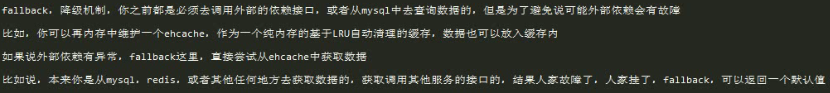 fallback，降级机制，你之前都是必须去调用外部的依赖接口，或者从mysql中去查询数据的，但是为了避免说可能外部依赖会有故障
比如，你可以再内存中维护一个ehcache，作为一个纯内存的基于LRU自动清理的缓存，数据也可以放入缓存内
如果说外部依赖有异常，fallback这里，直接尝试从ehcache中获取数据
比如说，本来你是从mysql，redis，或者其他任何地方去获取数据的，获取调用其他服务的接口的，结果人家故障了，人家挂了，fallback，可以返回一个默认值